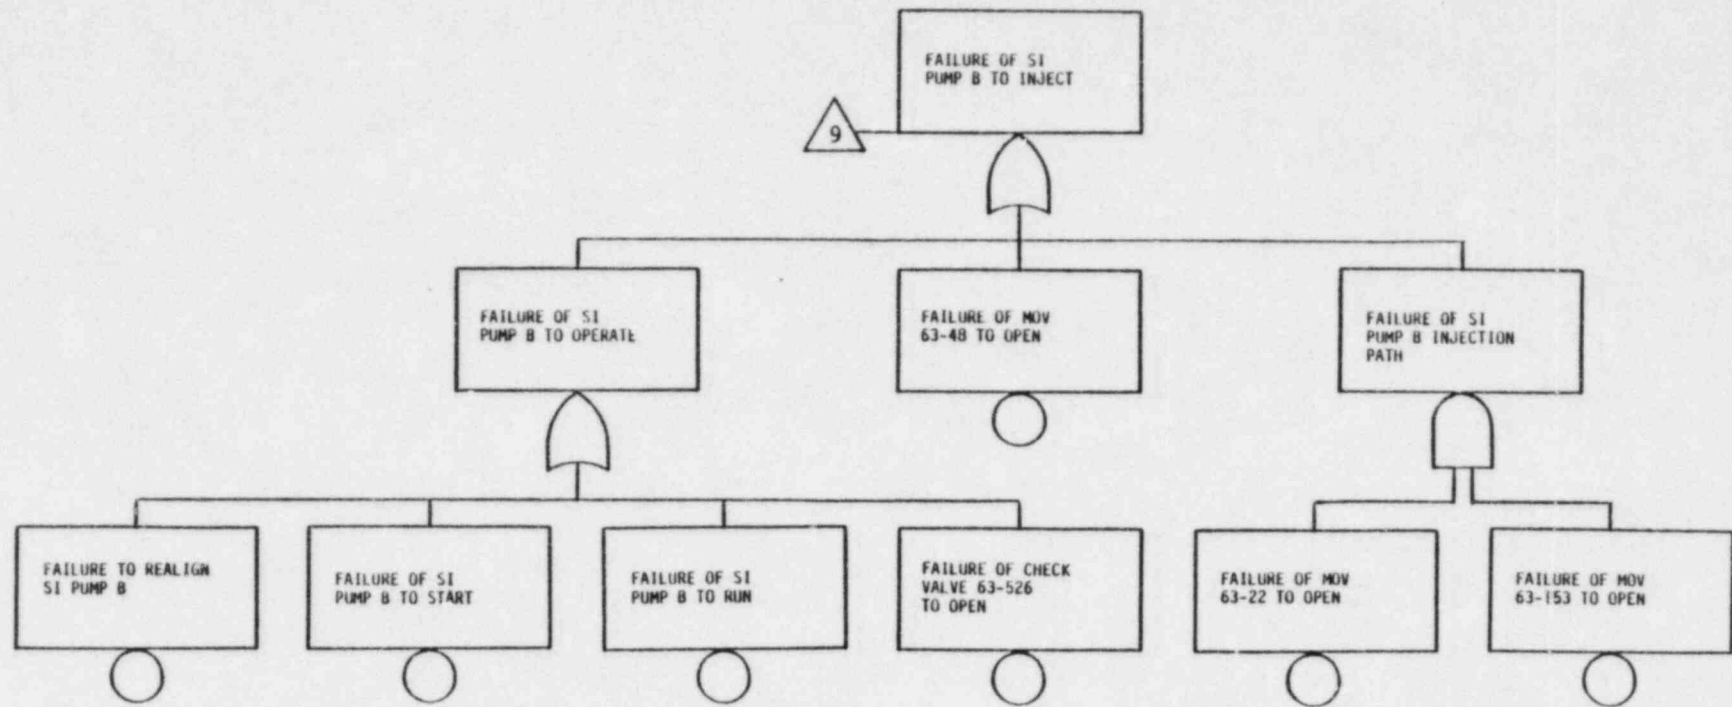 FAILURE OF SI
PUMP B TO INJECT
9
FAILURE OF SI
PUMP B TO OPERATE
FAILURE OF MOV
63-48 TO OPEN
FAILURE OF SI
PUMP B INJECTION
PATH
FAILURE TO REALIGN
SI PUMP B
FAILURE OF SI
PUMP B TO START
FAILURE OF SI
PUMP B TO RUN
FAILURE OF CHECK
VALVE 63-526
TO OPEN
FAILURE OF MOV
63-22 TO OPEN
FAILURE OF MOV
63-153 TO OPEN